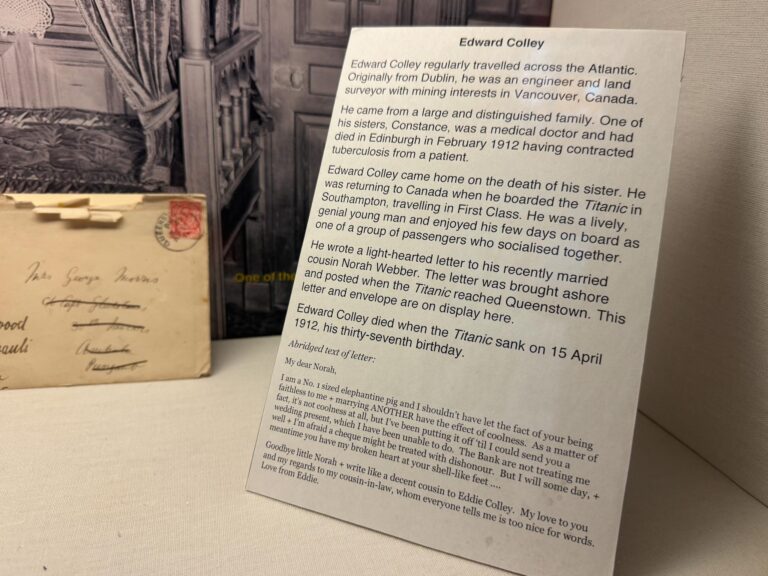 Edward Colley
Edward Colley regularly travelled across the Atlantic.
Originally from Dublin, he was an engineer and land
surveyor with mining interests in Vancouver, Canada.
He came from a large and distinguished family. One of
his sisters, Constance, was a medical doctor and had
died in Edinburgh in February 1912 having contracted
tuberculosis from a patient.
Edward Colley came home on the death of his sister. He
was returning to Canada when he boarded the Titanic in
Southampton, travelling in First Class. He was a lively,
genial young man and enjoyed his few days on board as
one of a group of passengers who socialised together.
He wrote a light-hearted letter to his recently married
cousin Norah Webber. The letter was brought ashore
and posted when the Titanic reached Queenstown. This
letter and envelope are on display here.
Edward Colley died when the Titanic sank on 15 April
1912, his thirty-seventh birthday.
Abridged text of letter:
My dear Norah,
I am a No. 1 sized elephantine pig and I shouldn't have let the fact of your being
faithless to me + marrying ANOTHER have the effect of coolness. As a matter of
fact, it's not coolness at all, but I've been putting it off 'til I could send you a
wedding present, which I have been unable to do. The Bank are not treating me
well + I'm afraid a cheque might be treated with dishonour. But I will some day, +
meantime you have my broken heart at your shell-like feet ....
Goodbye little Norah + write like a decent cousin to Eddie Colley. My love to you
and my regards to my cousin-in-law, whom everyone tells me is too nice for words.
Love from Eddie.
Mrs George
ood
auli
One of the